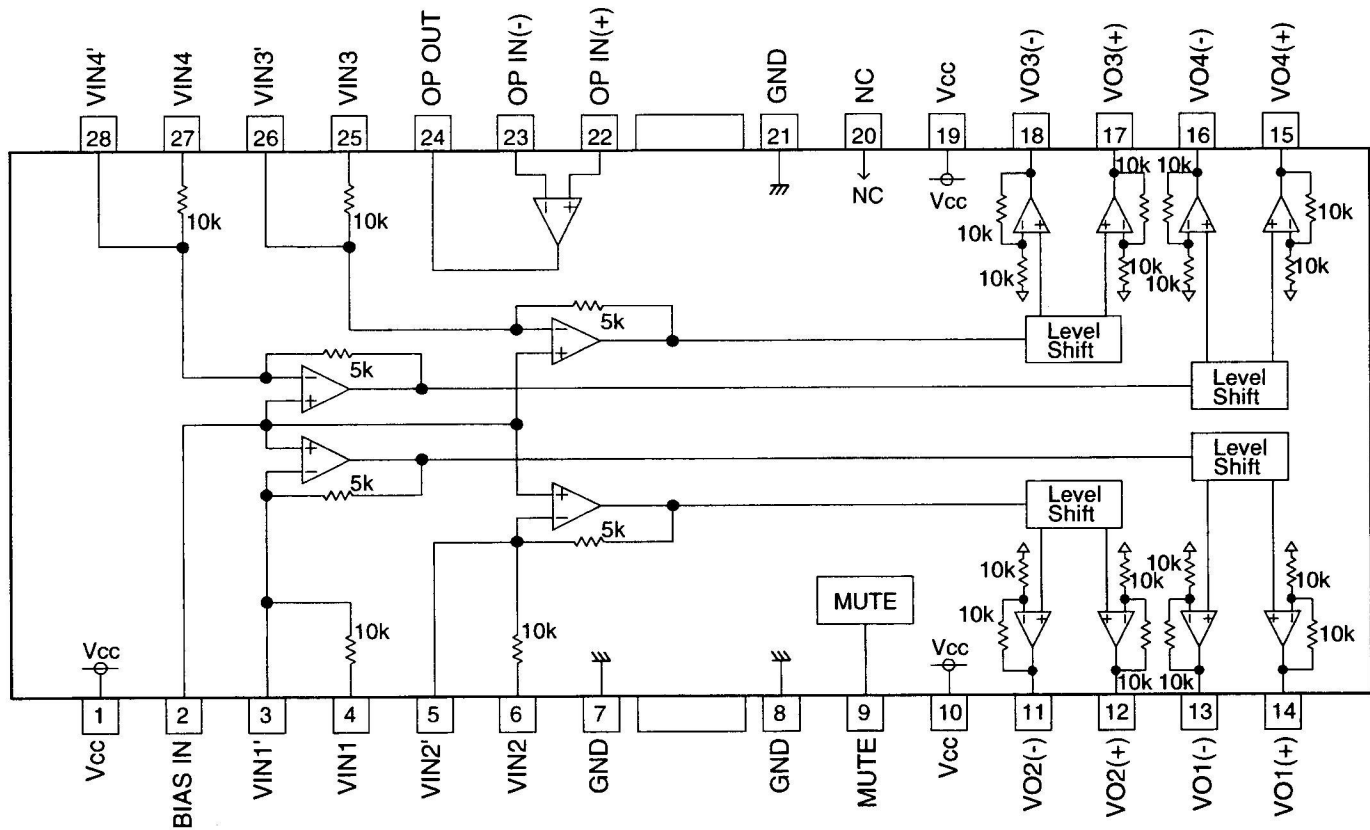 VIN4'
VIN4
VIN3'
VIN3
OP OUT
OP IN(-)
OP IN(+)
GND
NC
Vcc
VO3(-)
VO3(+)
VO4(-)
VO4(+)
28
27
26
25
24
23
22
21
20
19
18
17
16
15
NC
Vcc
10k
10k
10k
10k
10k
10k
10k
10k
10k
10k
- +
- +
+ -
- +
+ -
5k
-
+
Level
Shift
5k
-
+
Level
Shift
+
-
5k
Level
Shift
+
-
5k
Level
Shift
10k
10k
10k
10k
10k
10k
10k
10k
- +
+ -
- +
+ -
MUTE
10k
10k
Vcc
Vcc
10k
10k
1
2
3
4
5
6
7
8
9
10
11
12
13
14
Vcc
BIAS IN
VIN1'
VIN1
VIN2'
VIN2
GND
GND
MUTE
Vcc
VO2(-)
VO2(+)
VO1(-)
VO1(+)